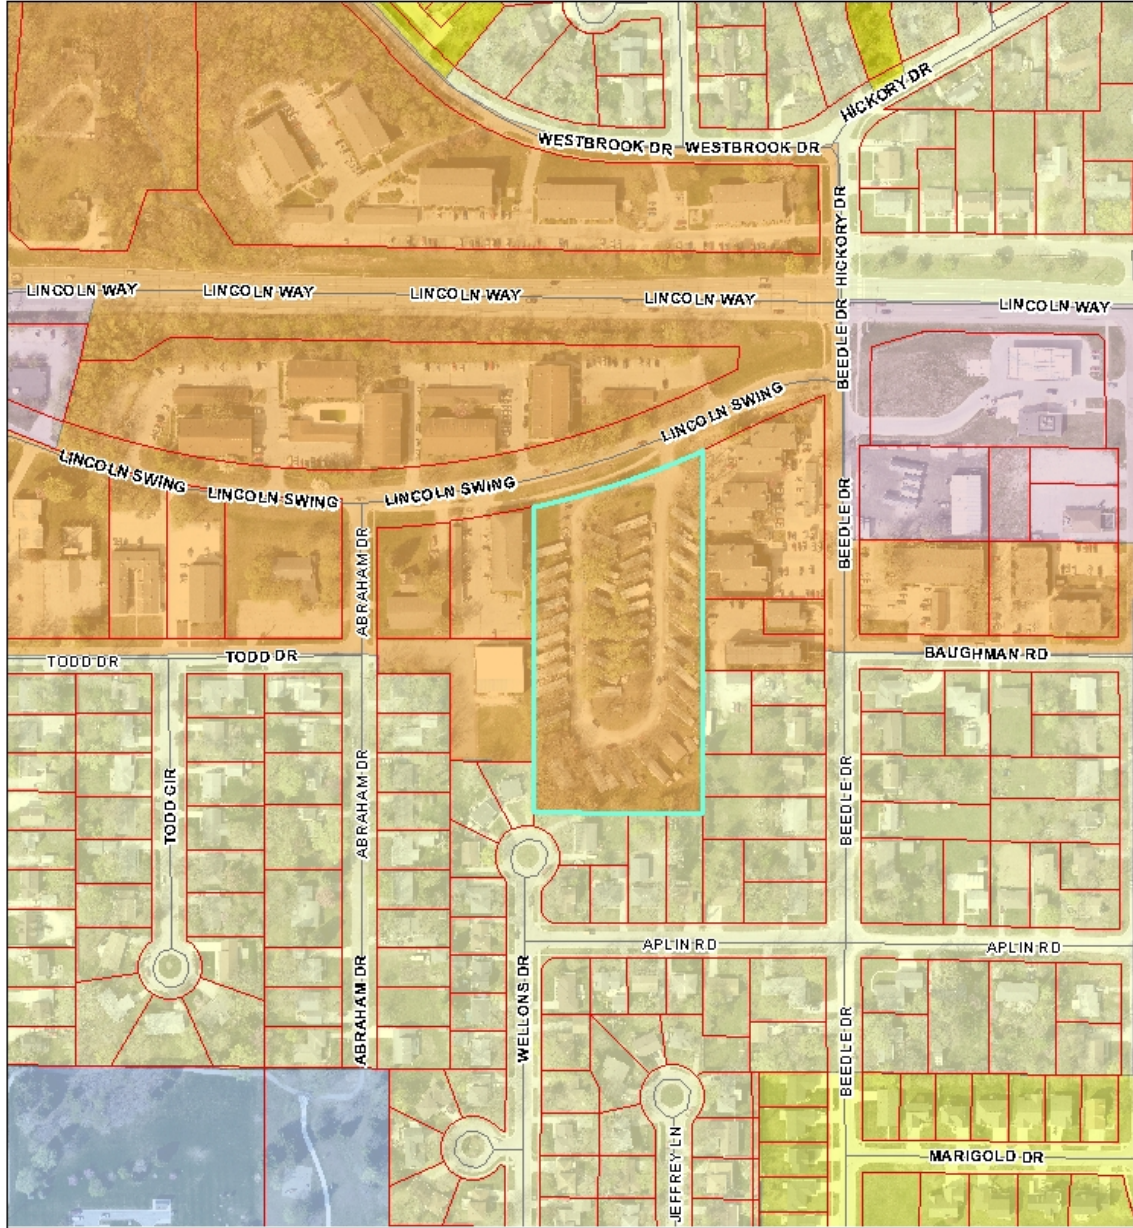 HICKORY DR
WESTBROOK DR
WESTBROOK DR
HICKORY DR
LINCOLN WAY
LINCOLN WAY
LINCOLN WAY
LINCOLN WAY
LINCOLN WAY
BEEDLE DR
LINCOLN SWING
LINCOLN SWING
LINCOLN SWING
LINCOLN SWING
BEEDLE DR
ABRAHAM DR
TODD DR
TODD DR
BAUGHMAN RD
TODD CIR
ABRAHAM DR
BEEDLE DR
APLIN RD
APLIN RD
ABRAHAM DR
WELLONS DR
BEEDLE DR
JEFFREY LN
MARIGOLD DR